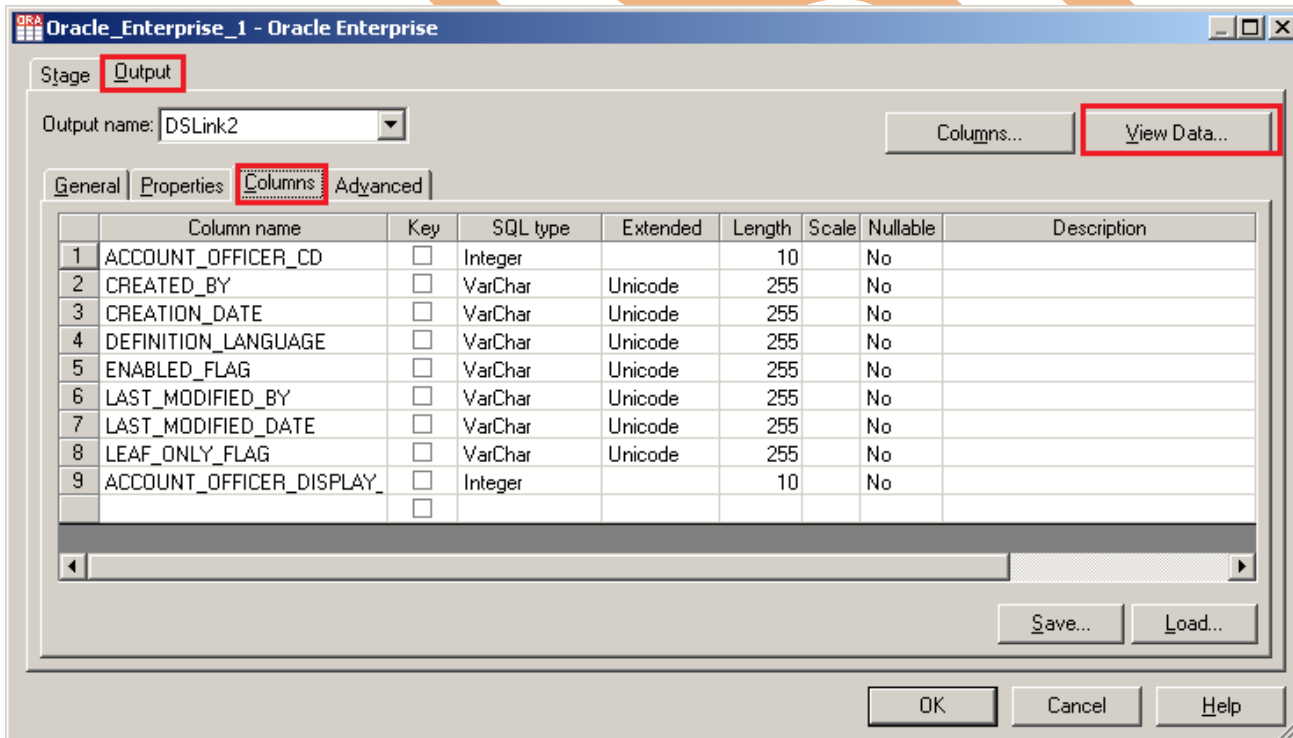 ORA Oracle_Enterprise_1 - Oracle Enterprise
Stage Output
Output name: DSLink2 Columns... View Data...
General Properties Columns Advanced
Column name Key SQL type Extended Length Scale Nullable Description
1 ACCOUNT_OFFICER_CD Integer 10 No
2 CREATED_BY VarChar Unicode 255 No
3 CREATION_DATE VarChar Unicode 255 No
4 DEFINITION_LANGUAGE VarChar Unicode 255 No
5 ENABLED_FLAG VarChar Unicode 255 No
6 LAST_MODIFIED_BY VarChar Unicode 255 No
7 LAST_MODIFIED_DATE VarChar Unicode 255 No
8 LEAF_ONLY_FLAG VarChar Unicode 255 No
9 ACCOUNT_OFFICER_DISPLAY_ Integer 10 No
Save... Load...
OK Cancel Help